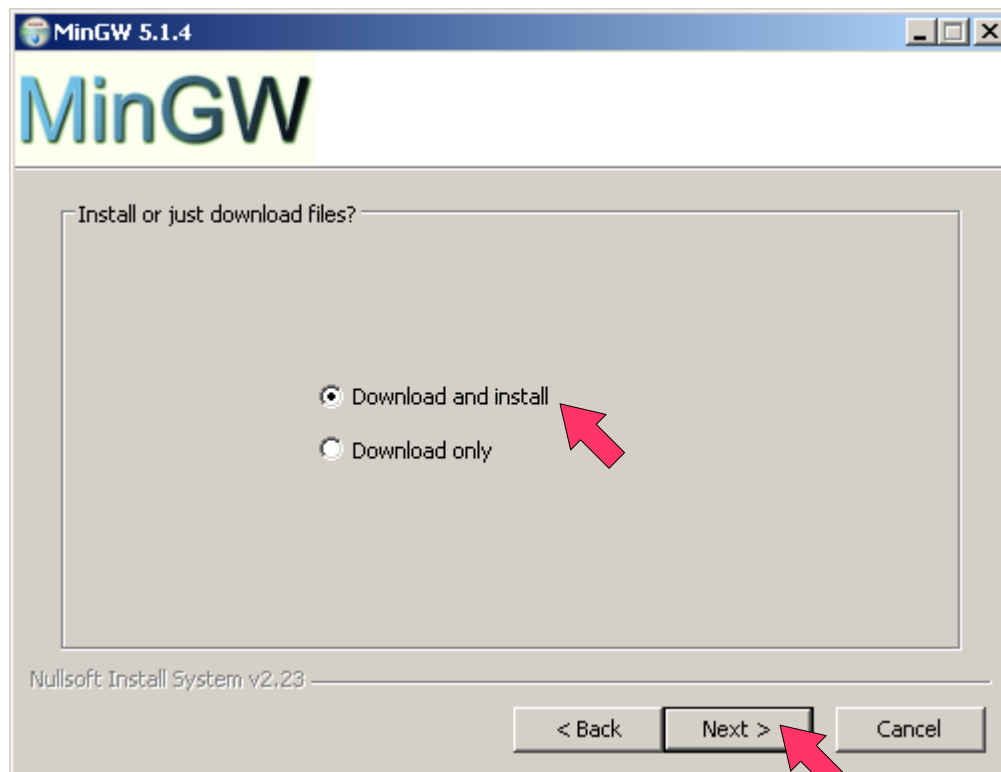 MinGW 5.1.4
MinGW
Install or just download files?
Download and install
Download only
Nullsoft Install System v2.23
< Back Next > Cancel